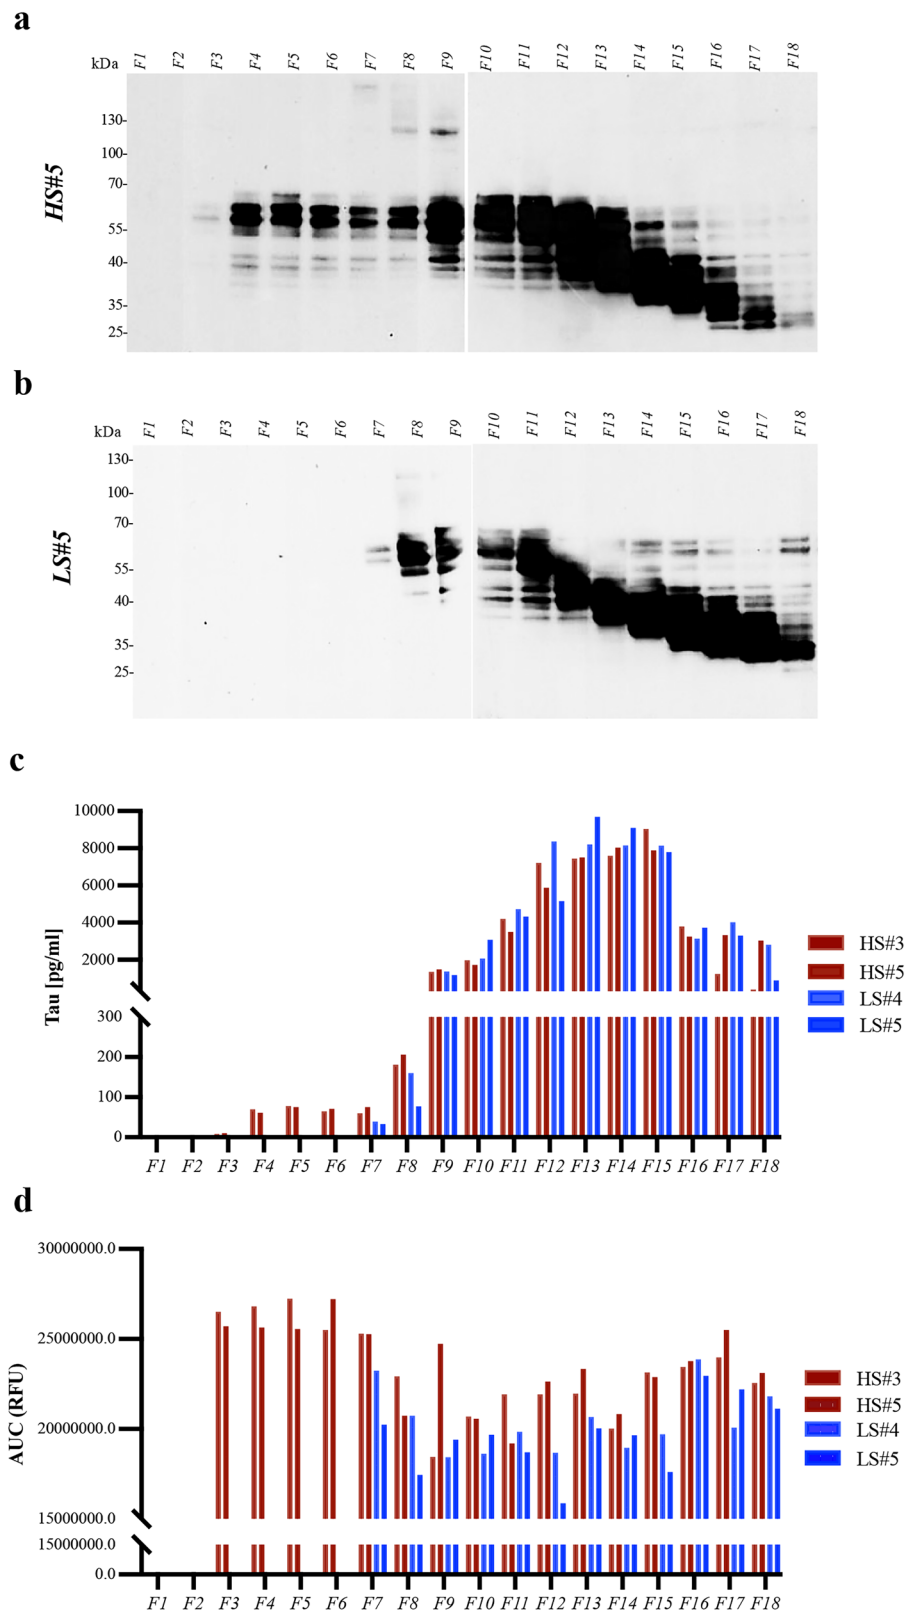 a
kDa F1 F2 F3 F4 F5 F6 F7 F8 F9 F10 F11 F12 F13 F14 F15 F16 F17 F18
130-
100-
70-
55-
40-
35-
25-
HS#5
b
kDa F1 F2 F3 F4 F5 F6 F7 F8 F9 F10 F11 F12 F13 F14 F15 F16 F17 F18
130-
100-
70-
55-
40-
35-
25-
LS#5
c
10000
8000
6000
4000
2000
300
200
100
0
Tau [pg/ml]
F1 F2 F3 F4 F5 F6 F7 F8 F9 F10 F11 F12 F13 F14 F15 F16 F17 F18
HS#3
HS#5
LS#4
LS#5
d
30000000.0
25000000.0
20000000.0
15000000.0
15000000.0
0.0
AUC (RFU)
F1 F2 F3 F4 F5 F6 F7 F8 F9 F10 F11 F12 F13 F14 F15 F16 F17 F18
HS#3
HS#5
LS#4
LS#5